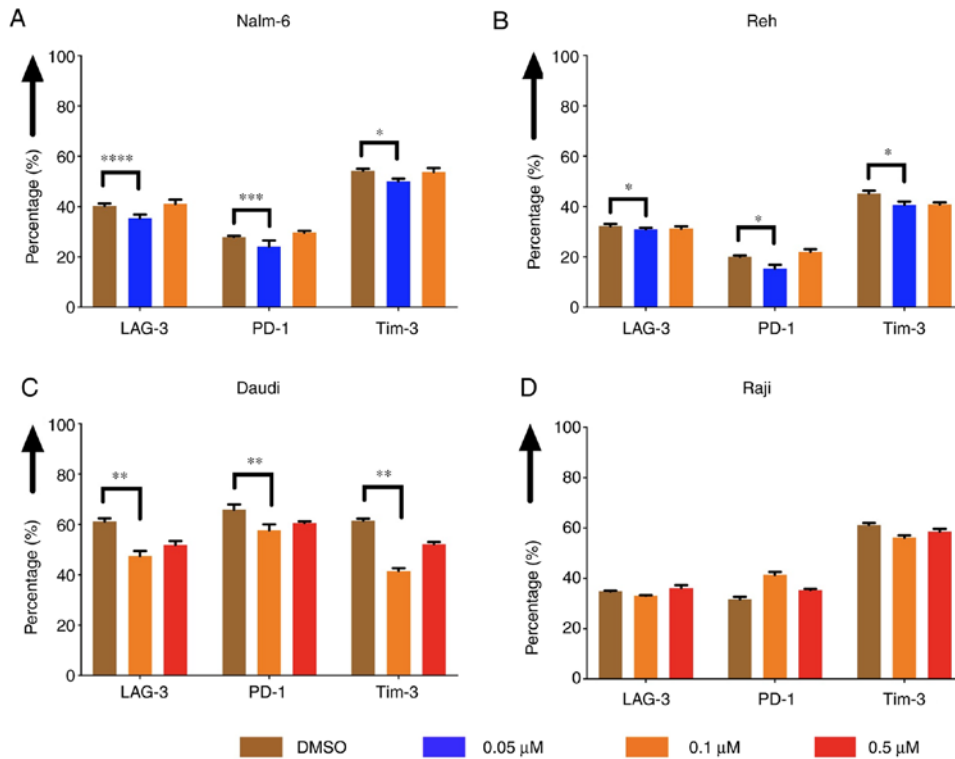 A
Nalm-6
Percentage (%)
100
80
60
40
20
0
****
***
*
LAG-3 PD-1 Tim-3
B
Reh
Percentage (%)
100
80
60
40
20
0
*
*
*
LAG-3 PD-1 Tim-3
C
Daudi
Percentage (%)
100
80
60
40
20
0
**
**
**
LAG-3 PD-1 Tim-3
D
Raji
Percentage (%)
100
80
60
40
20
0
LAG-3 PD-1 Tim-3
DMSO 0.05 μM 0.1 μM 0.5 μM